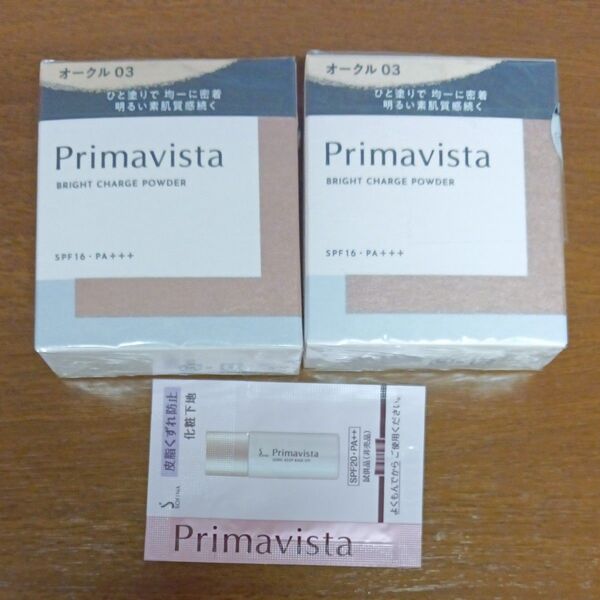 オークル 03
ひと塗りで 均一に密着
明るい素肌質感続く
Primavista
BRIGHT CHARGE POWDER
SPF16・PA+++
オークル 03
ひと塗りで 均一に密着
明るい素肌質感続く
Primavista
BRIGHT CHARGE POWDER
SPF16・PA+++
皮脂くずれ防止
化粧下地
Primavista
SPF20・PA++
試供品(非売品)
よくもんでから ご使用ください。
SOFINA
Primavista